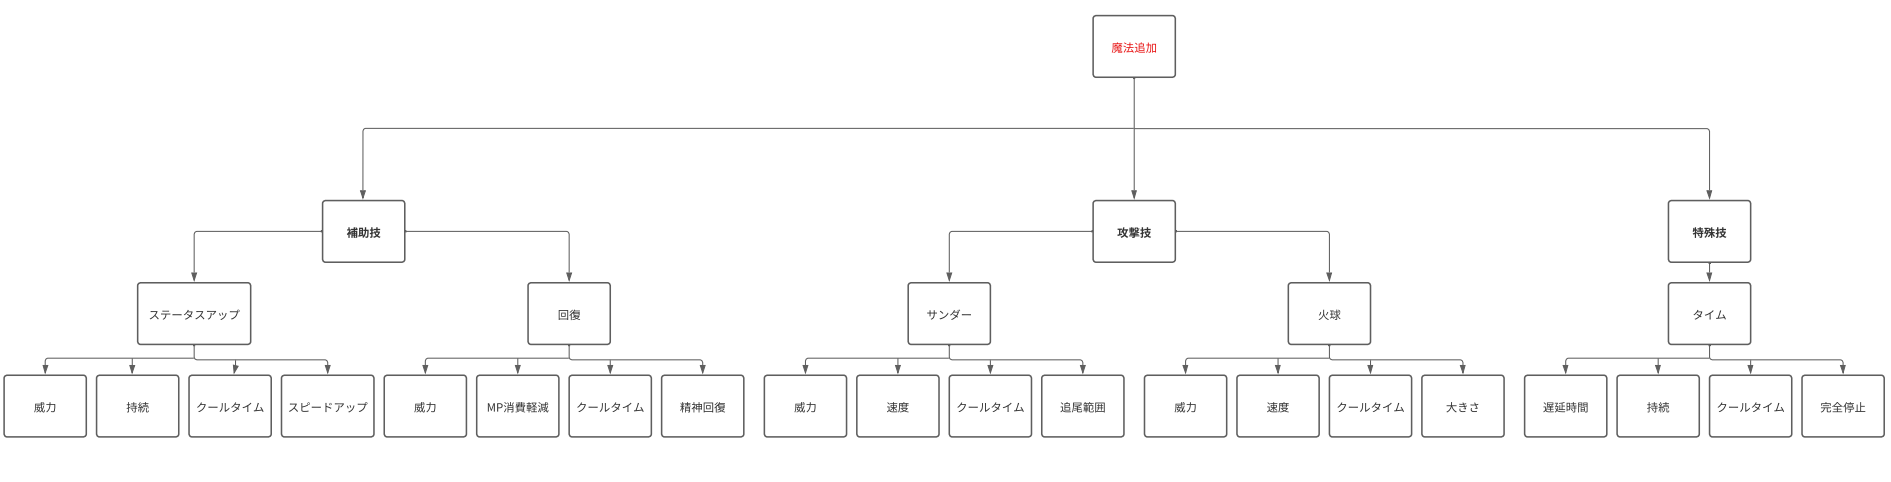 魔法追加
補助技
攻撃技
特殊技
ステータスアップ
回復
サンダー
火球
タイム
威力
持続
クールタイム
スピードアップ
威力
MP消費軽減
クールタイム
精神回復
威力
速度
クールタイム
追尾範囲
威力
速度
クールタイム
大きさ
遅延時間
持続
クールタイム
完全停止